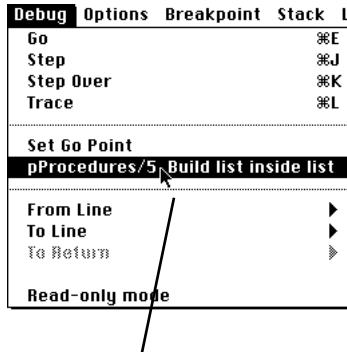 Debug Options Breakpoint Stack L
Go ⌘E
Step ⌘J
Step Over ⌘K
Trace ⌘L
Set Go Point
pProcedures/5 Build list inside list
From Line
To Line
To Return
Read-only mode